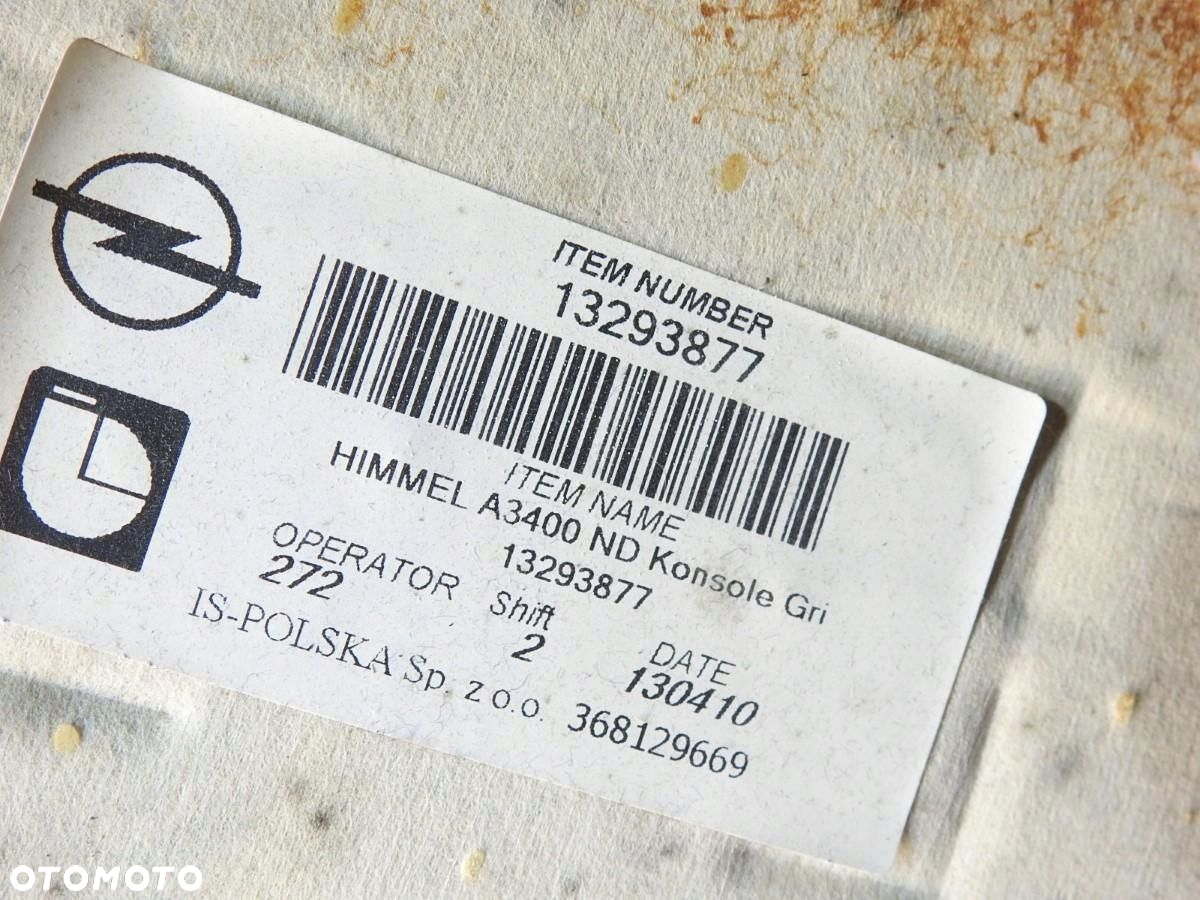 ITEM NUMBER
13293877
ITEM NAME
HIMMEL A3400 ND Konsole Gri
13293877
OPERATOR
272
Shift
2
DATE
130410
IS-POLSKA Sp. z o.o. 368129669
OTOMOTO